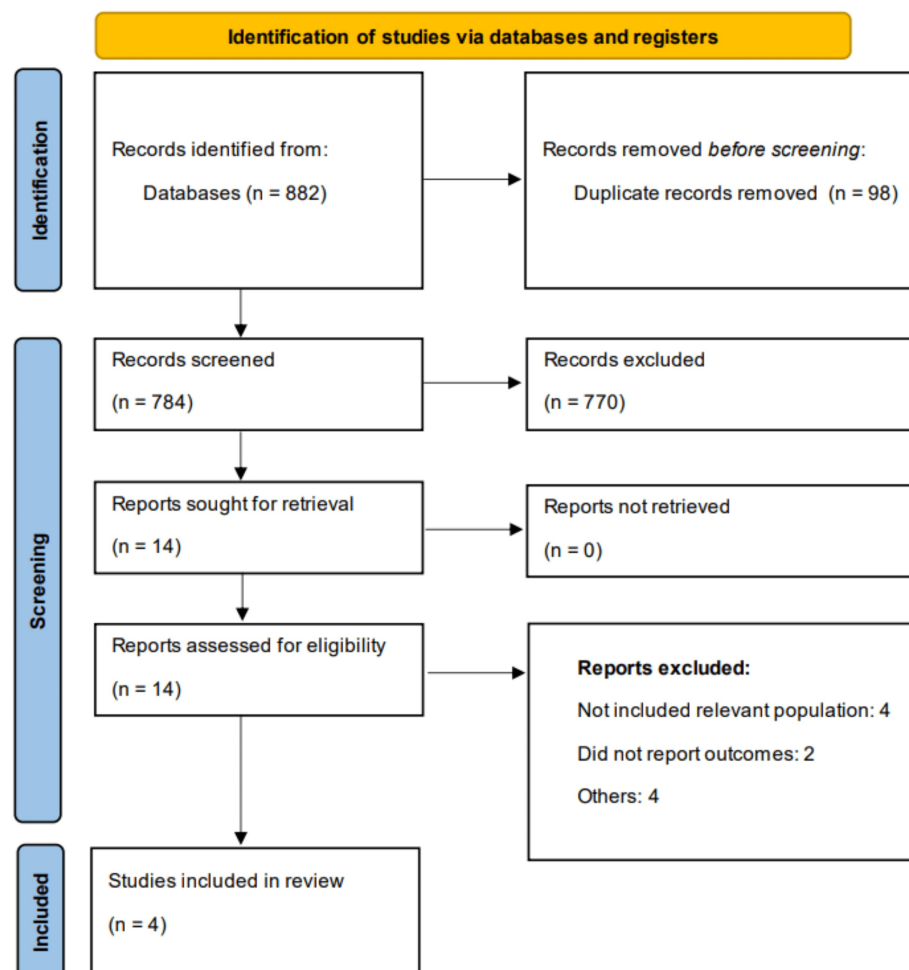 Identification of studies via databases and registers
Identification
Records identified from:
Databases (n = 882)
Records removed before screening:
Duplicate records removed (n = 98)
Screening
Records screened
(n = 784)
Records excluded
(n = 770)
Reports sought for retrieval
(n = 14)
Reports not retrieved
(n = 0)
Reports assessed for eligibility
(n = 14)
Reports excluded:
Not included relevant population: 4
Did not report outcomes: 2
Others: 4
Included
Studies included in review
(n = 4)